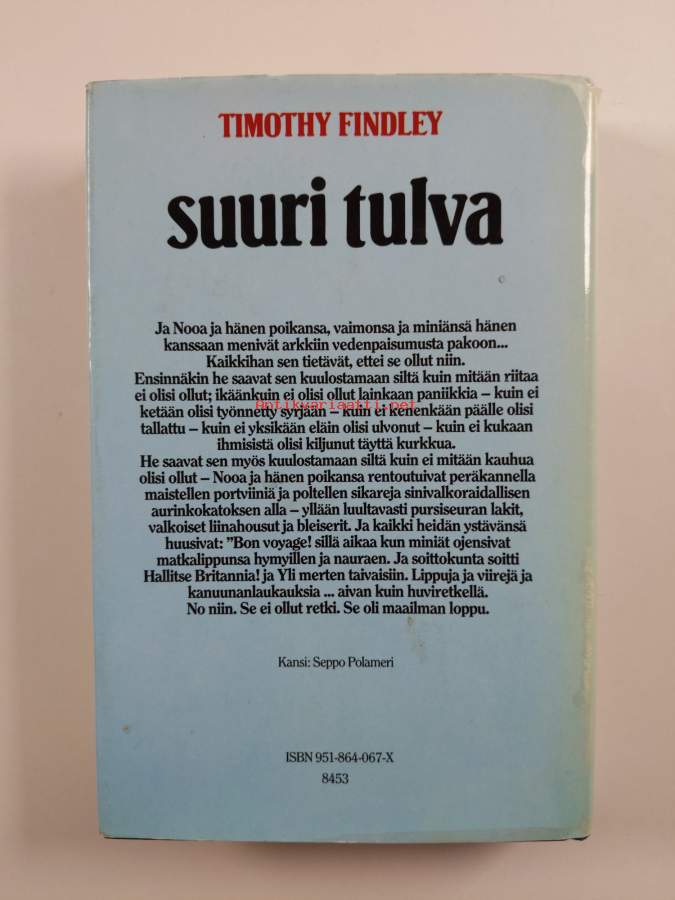 TIMOTHY FINDLEY
suuri tulva
Ja Nooa ja hänen poikansa, vaimonsa ja miniänsä hänen
kanssaan menivät arkkiin vedenpaisumusta pakoon...
Kaikkihan sen tietävät, ettei se ollut niin.
Ensinnäkin he saavat sen kuulostamaan siltä kuin mitään riitaa
ei olisi ollut; ikäänkuin ei olisi ollut lainkaan paniikkia – kuin ei
Antikvariaatti.net
ketään olisi työnnetty syrjään – kuin ei kenenkään päälle olisi
tallattu – kuin ei yksikään eläin olisi ulvonut – kuin ei kukaan
ihmisistä olisi kiljunut täyttä kurkkua.
He saavat sen myös kuulostamaan siltä kuin ei mitään kauhua
olisi ollut – Nooa ja hänen poikansa rentoutuivat peräkannella
maistellen portviiniä ja poltellen sikareja sinivalkoraidallisen
aurinkokatoksen alla – yllään luultavasti pursiseuran lakit,
valkoiset liinahousut ja bleiserit. Ja kaikki heidän ystävänsä
huusivat: ”Bon voyage! sillä aikaa kun miniät ojensivat
matkalippunsa hymyillen ja nauraen. Ja soittokunta soitti
Hallitse Britannia! ja Yli merten taivaisiin. Lippuja ja viirejä ja
kanuunanlaukauksia ... aivan kuin huviretkellä.
No niin. Se ei ollut retki. Se oli maailman loppu.
Kansi: Seppo Polameri
ISBN 951-864-067-X
8453